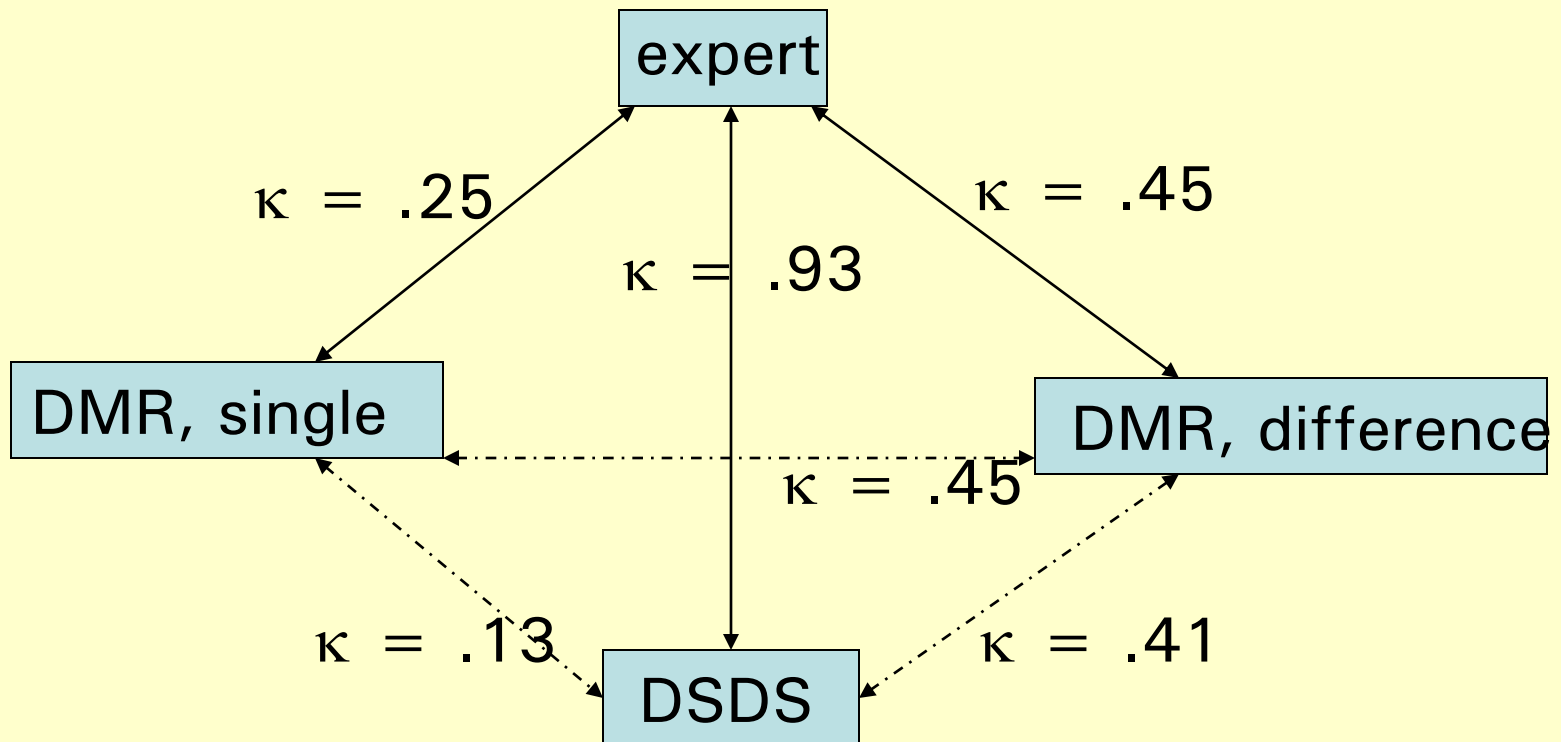 expert
κ = .25
κ = .45
κ = .93
DMR, single
DMR, difference
κ = .45
κ = .13
κ = .41
DSDS